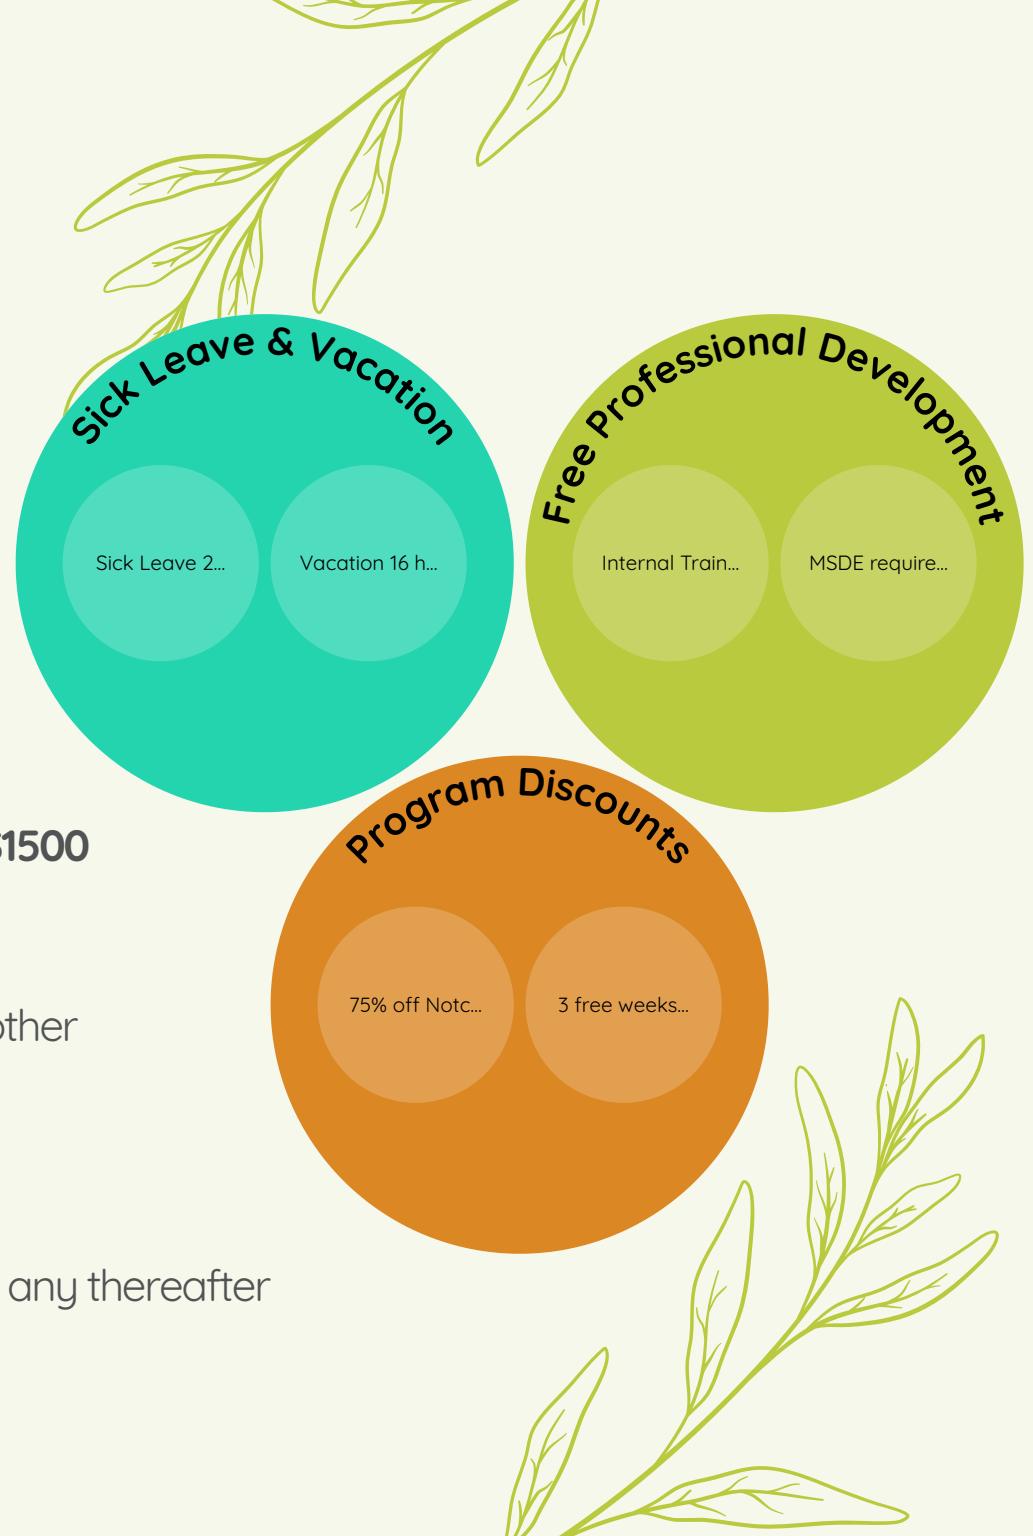 Sick Leave & Vacation
Sick Leave 2...
Vacation 16 h...
Free Professional Development
Internal Train...
MSDE require...
$1500
Program Discounts
75% off Notc...
3 free weeks...
other
any thereafter